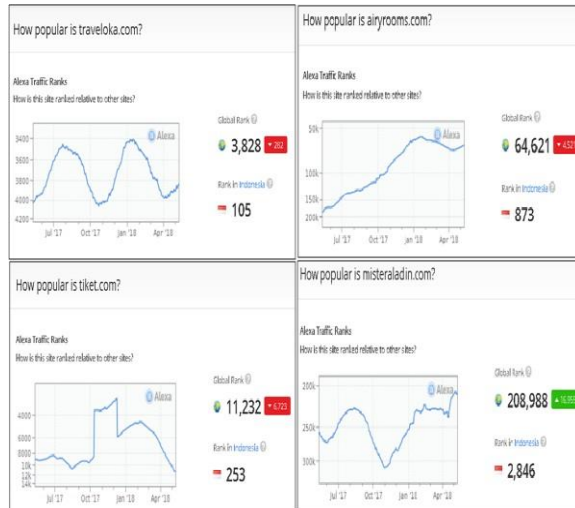 How popular is traveloka.com?
Alexa Traffic Ranks
How is this site ranked relative to other sites?
Alexa
3400
3600
3800
4000
4200
Jul '17
Oct '17
Jan '18
Apr '18
Global Rank
3,828
202
Rank in Indonesia
105
How popular is airyrooms.com?
Alexa Traffic Ranks
How is this site ranked relative to other sites?
Alexa
50k
100k
150k
200k
Jul '17
Oct '17
Jan '18
Apr '18
Global Rank
64,621
4,521
Rank in Indonesia
873
How popular is tiket.com?
Alexa Traffic Ranks
How is this site ranked relative to other sites?
Alexa
4000
6000
8000
10k
12k
14k
Jul '17
Oct '17
Jan '18
Apr '18
Global Rank
11,232
6,723
Rank in Indonesia
253
How popular is misteraladin.com?
Alexa Traffic Ranks
How is this site ranked relative to other sites?
Alexa
200k
300k
Jul '17
Oct '17
Jan '18
Apr '18
Global Rank
208,988
Rank in Indonesia
2,846